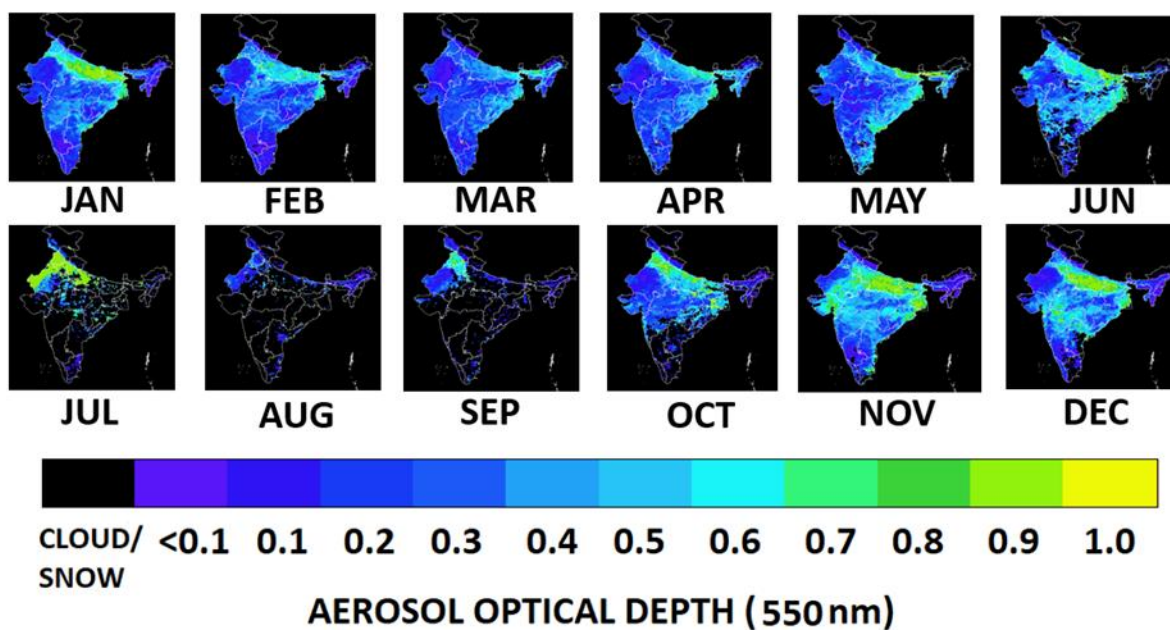 JAN FEB MAR APR MAY JUN
JUL AUG SEP OCT NOV DEC
CLOUD/ <0.1 0.1 0.2 0.3 0.4 0.5 0.6 0.7 0.8 0.9 1.0
SNOW
AEROSOL OPTICAL DEPTH (550 nm)